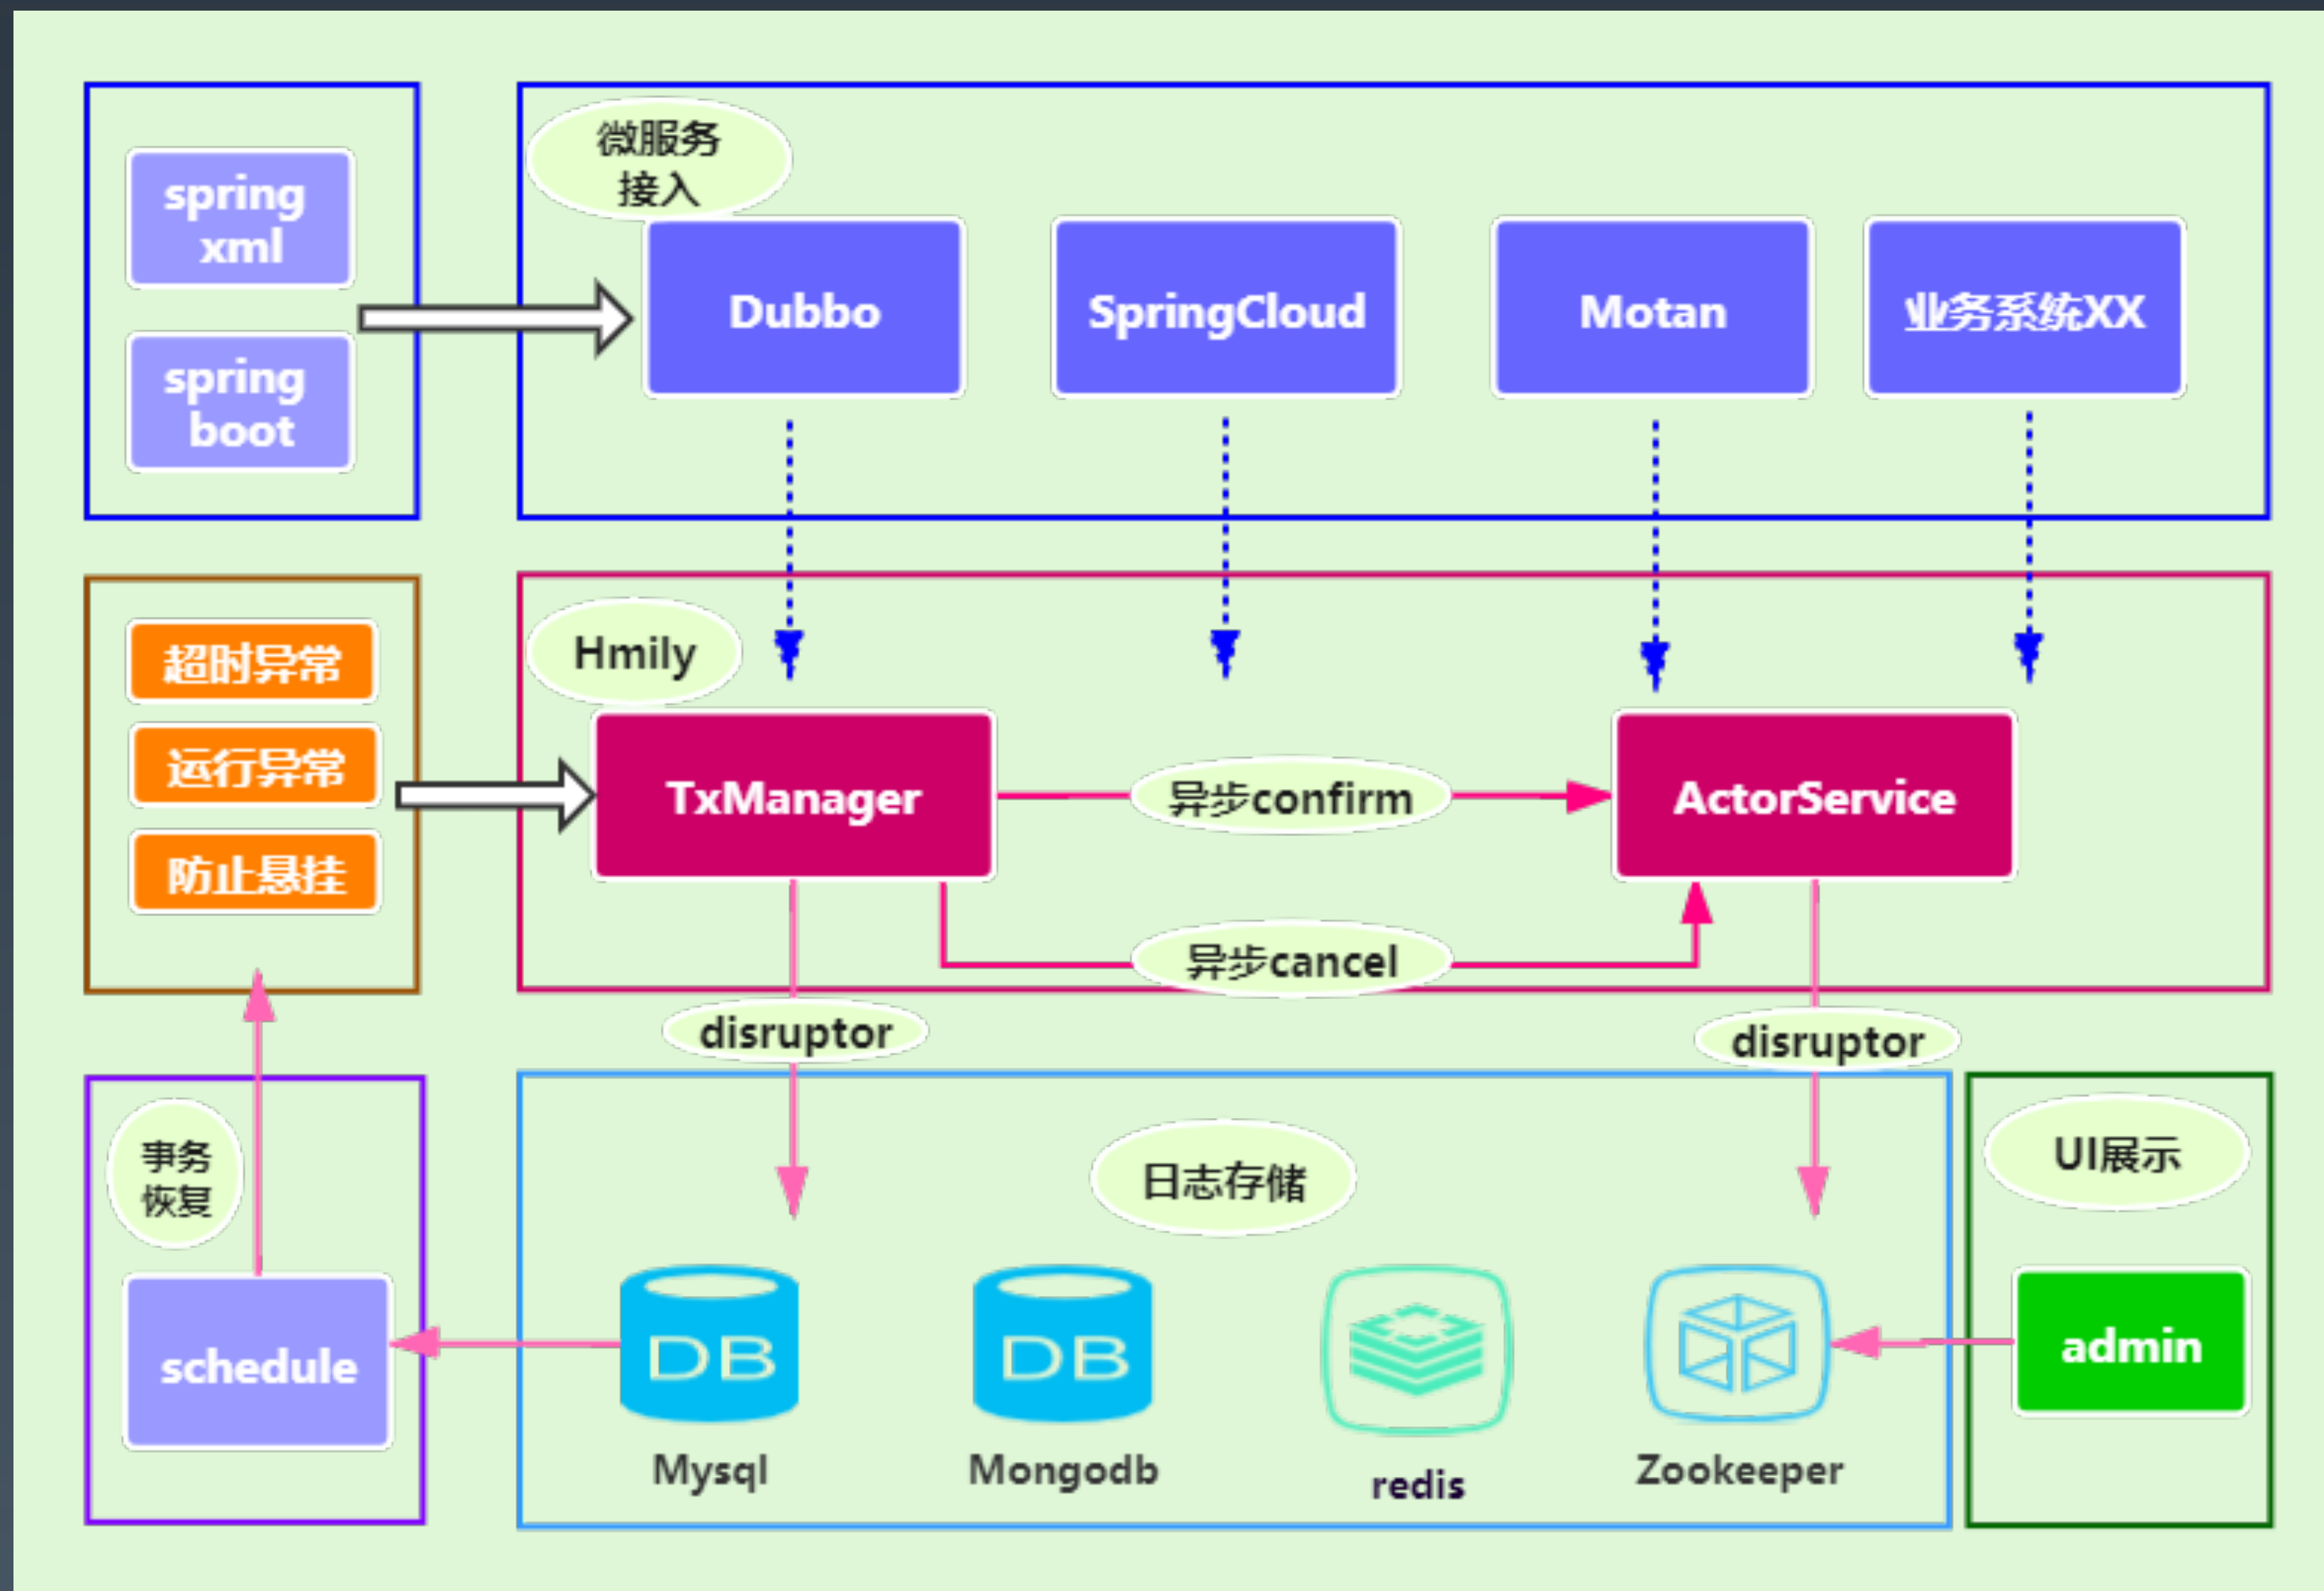 spring
xml
spring
boot
微服务
接入
Dubbo
SpringCloud
Motan
业务系统XX
超时异常
运行异常
防止悬挂
Hmily
TxManager
异步confirm
ActorService
异步cancel
disruptor
disruptor
事务
恢复
schedule
日志存储
DB
Mysql
DB
Mongodb
redis
Zookeeper
UI展示
admin